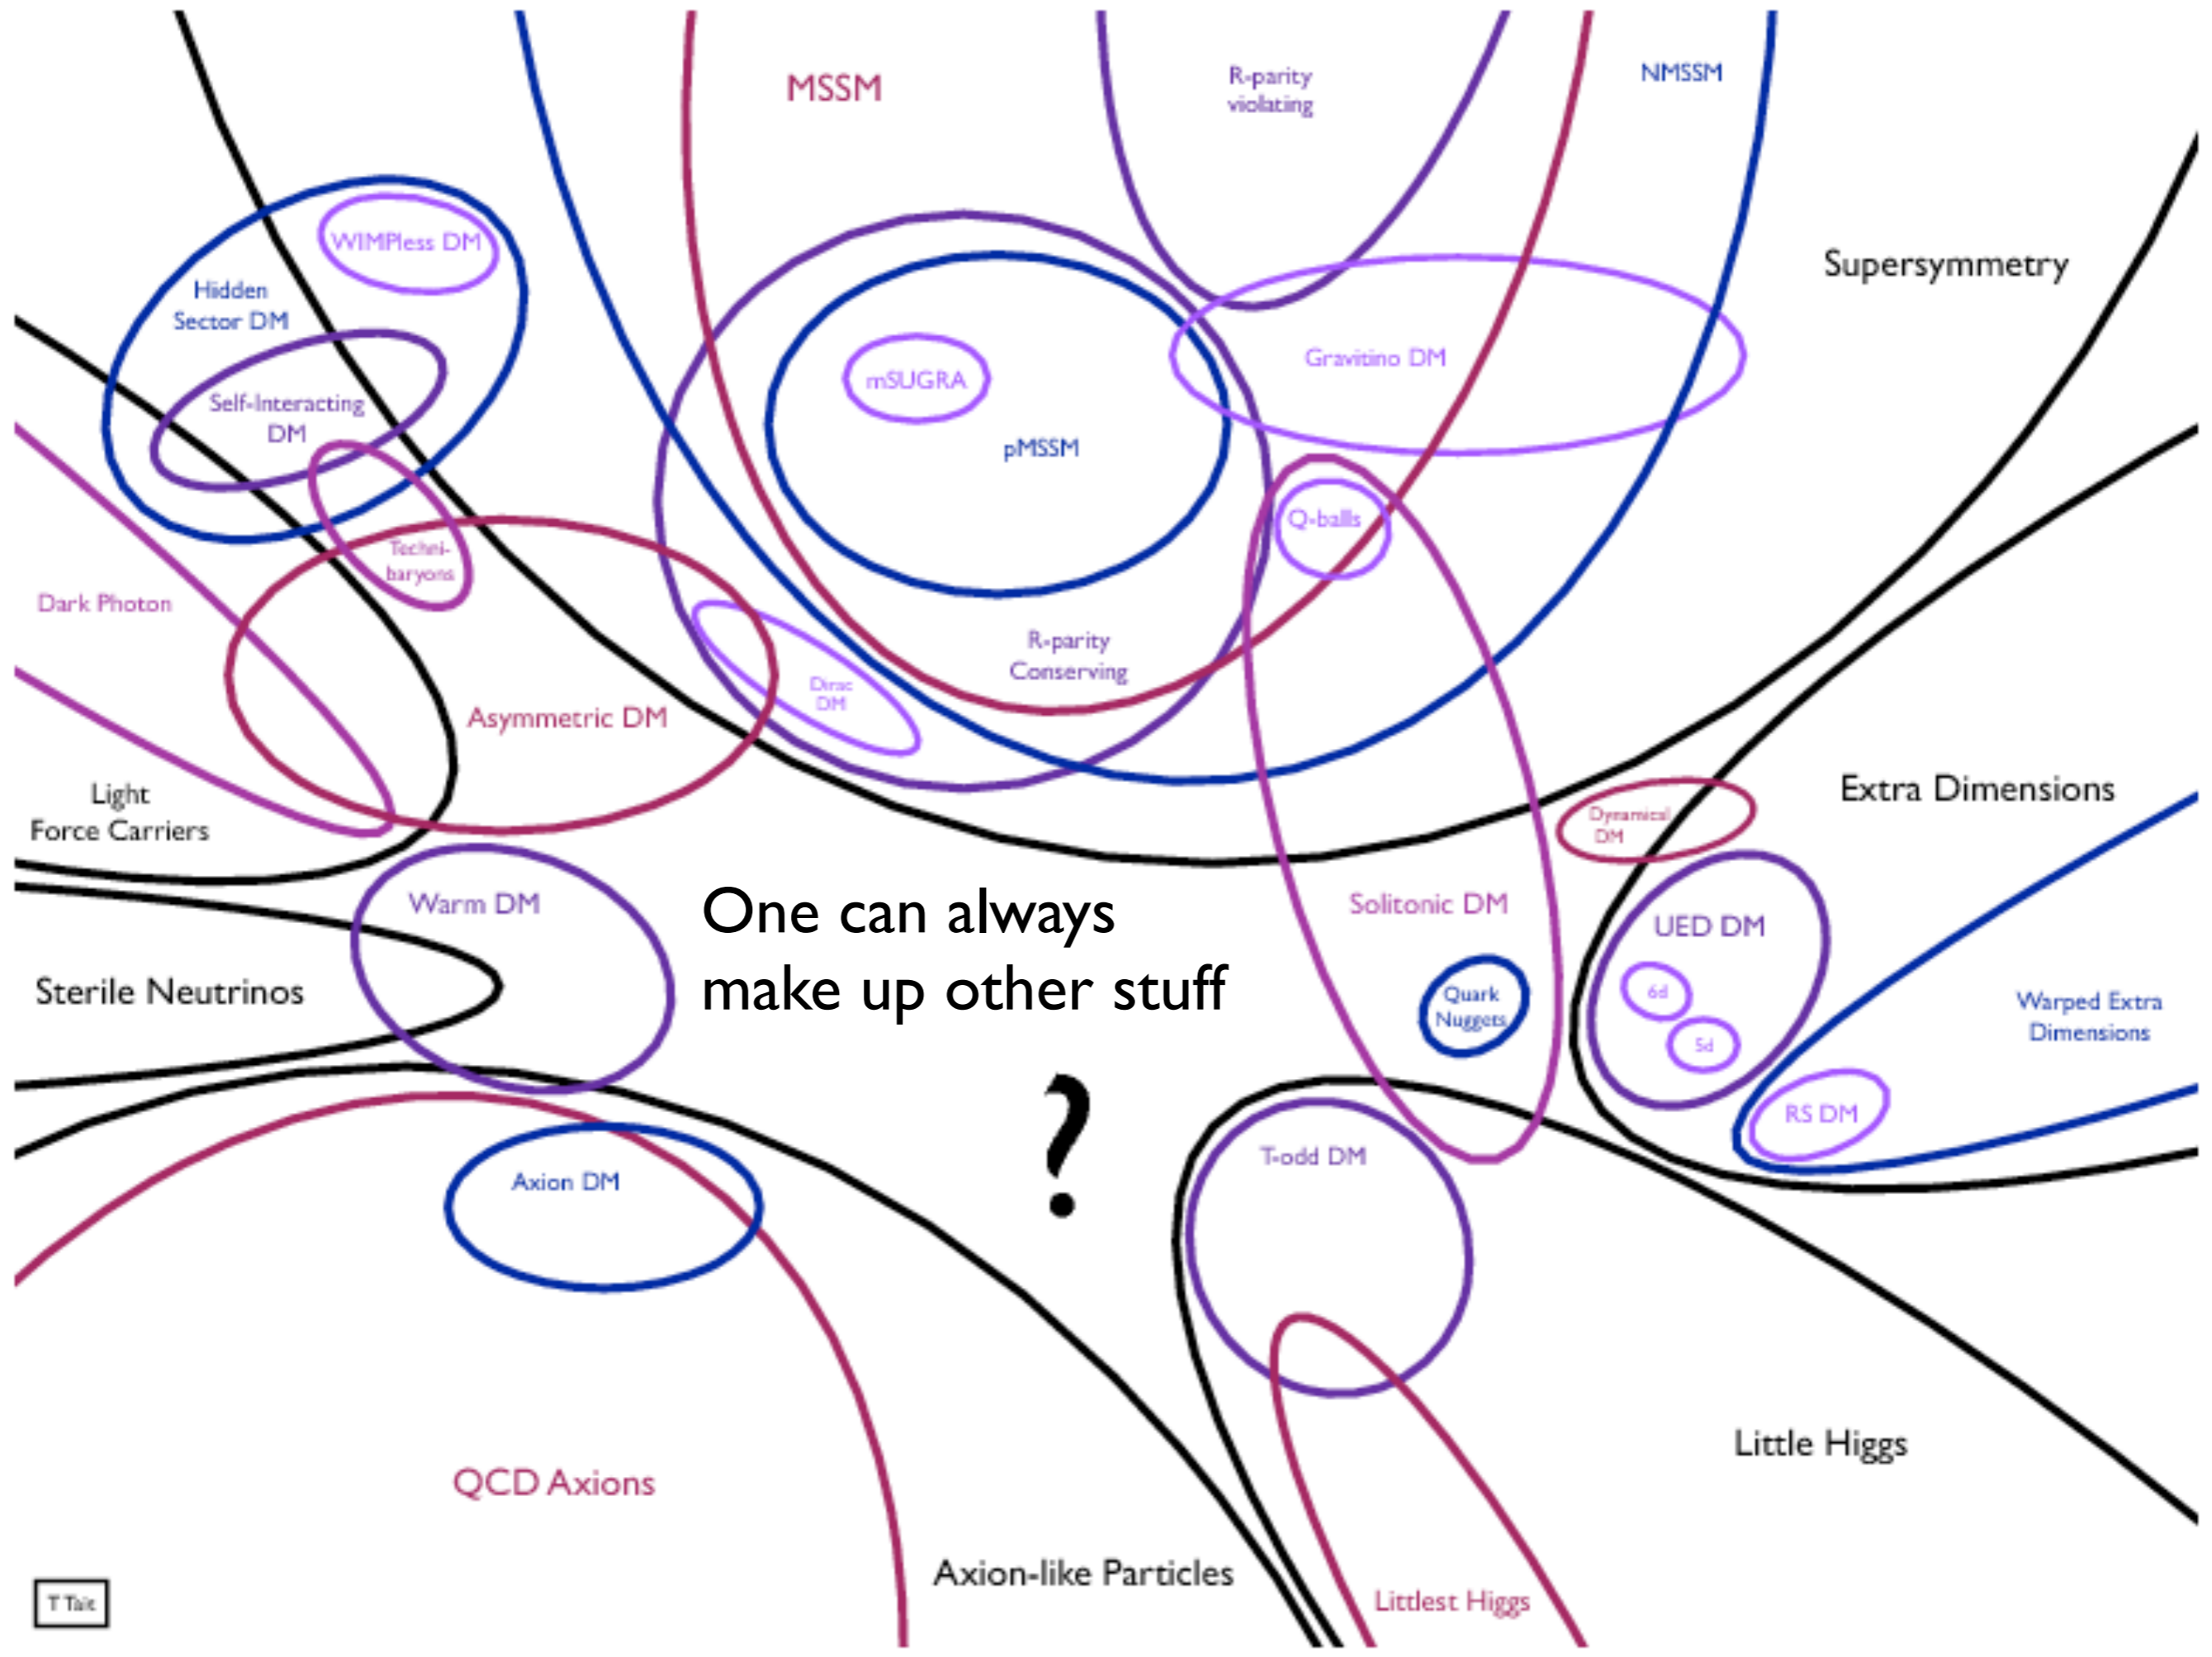 MSSM
R-parity
violating
NMSSM
WIMPless DM
Supersymmetry
Hidden
Sector DM
Gravitino DM
mSUGRA
Self-Interacting
DM
pMSSM
Q-balls
Techni-
baryons
Dark Photon
R-parity
Conserving
Dirac
DM
Asymmetric DM
Light
Force Carriers
Extra Dimensions
Dynamical
DM
Warm DM
One can always
make up other stuff
Solitonic DM
UED DM
Sterile Neutrinos
Quark
Nuggets
6d
5d
Warped Extra
Dimensions
RS DM
?
T-odd DM
Axion DM
Little Higgs
QCD Axions
Axion-like Particles
Littlest Higgs
T Tait